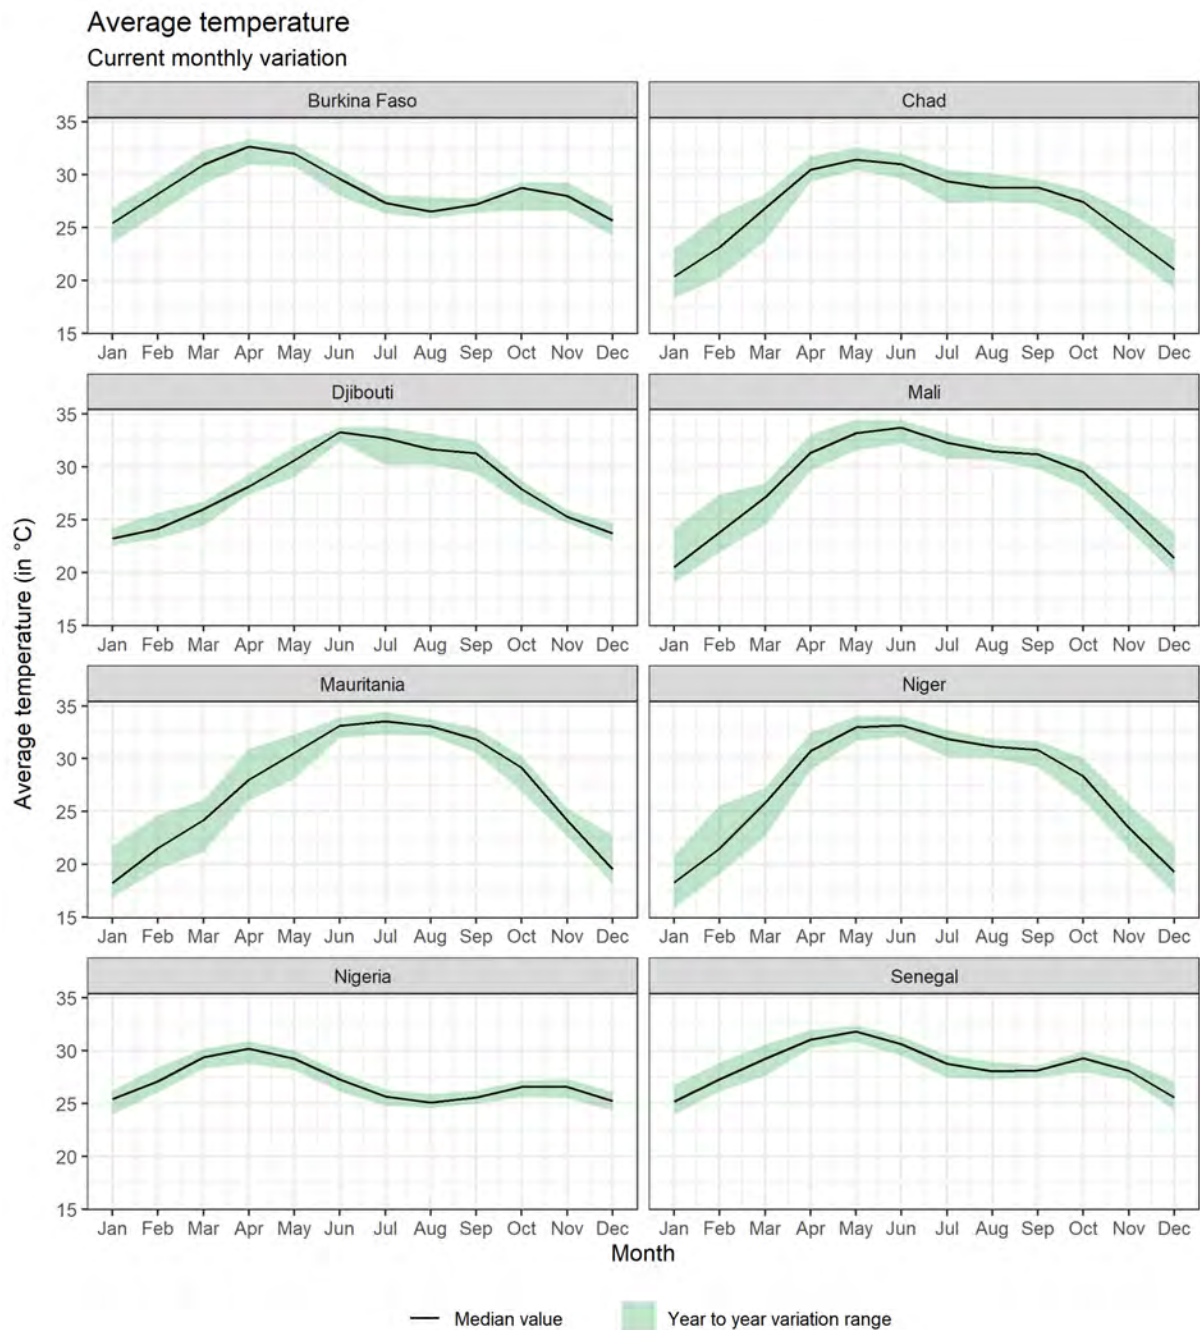 Average temperature
Current monthly variation
Burkina Faso
Chad
35
30
25
20
15
Jan Feb Mar Apr May Jun Jul Aug Sep Oct Nov Dec
Jan Feb Mar Apr May Jun Jul Aug Sep Oct Nov Dec
Djibouti
Mali
35
30
25
20
15
Jan Feb Mar Apr May Jun Jul Aug Sep Oct Nov Dec
Jan Feb Mar Apr May Jun Jul Aug Sep Oct Nov Dec
Average temperature (in °C)
Mauritania
Niger
35
30
25
20
15
Jan Feb Mar Apr May Jun Jul Aug Sep Oct Nov Dec
Jan Feb Mar Apr May Jun Jul Aug Sep Oct Nov Dec
Nigeria
Senegal
35
30
25
20
15
Jan Feb Mar Apr May Jun Jul Aug Sep Oct Nov Dec
Jan Feb Mar Apr May Jun Jul Aug Sep Oct Nov Dec
Month
Median value
Year to year variation range